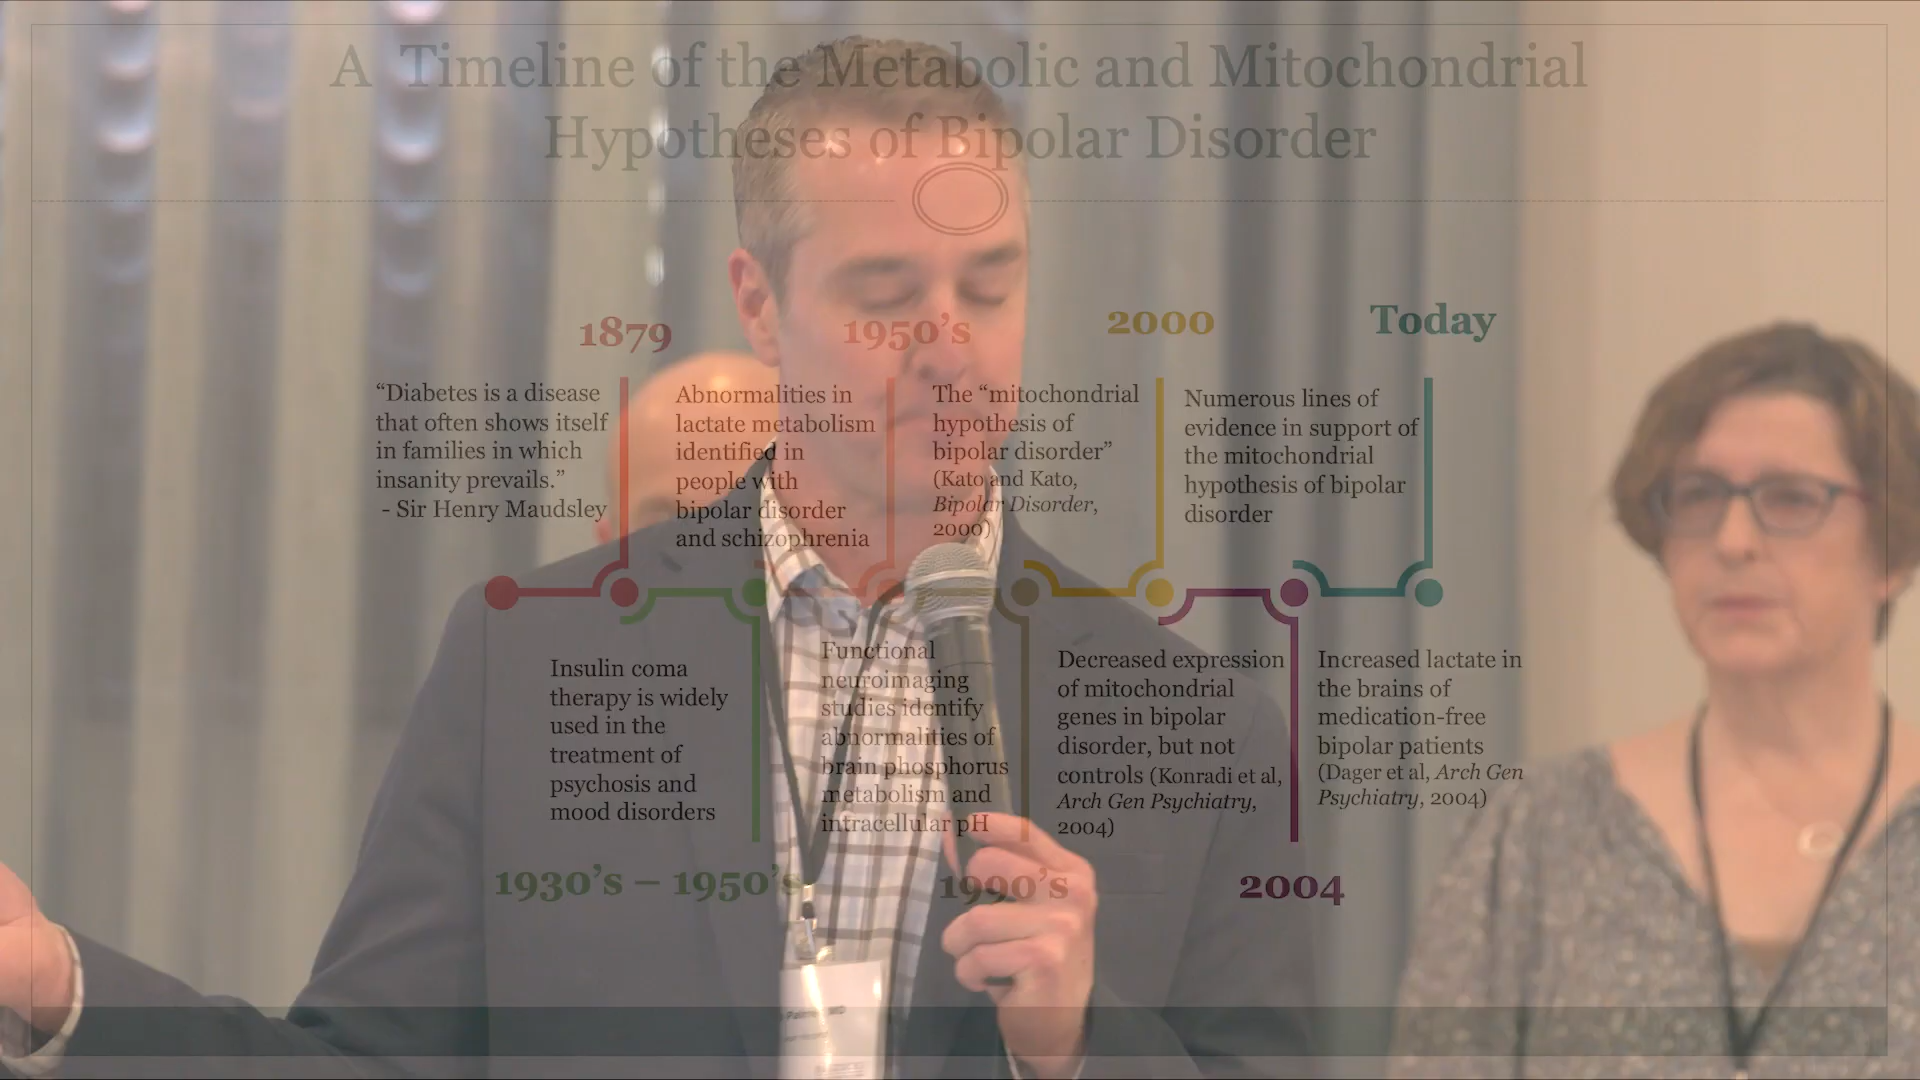 A Timeline of the Metabolic and Mitochondrial
Hypotheses of Bipolar Disorder
1879
"Diabetes is a disease
that often shows itself
in families in which
insanity prevails."
- Sir Henry Maudsley
1950's
Abnormalities in
lactate metabolism
identified in
people with
bipolar disorder
and schizophrenia
2000
The "mitochondrial
hypothesis of
bipolar disorder"
(Kato and Kato,
Bipolar Disorder,
2000)
Today
Numerous lines of
evidence in support of
the mitochondrial
hypothesis of bipolar
disorder
Insulin coma
therapy is widely
used in the
treatment of
psychosis and
mood disorders
1930's – 1950's
Functional
neuroimaging
studies identify
abnormalities of
brain phosphorus
metabolism and
intracellular pH
1990's
Decreased expression
of mitochondrial
genes in bipolar
disorder, but not
controls (Konradi et al,
Arch Gen Psychiatry,
2004)
2004
Increased lactate in
the brains of
medication-free
bipolar patients
(Dager et al, Arch Gen
Psychiatry, 2004)
MD